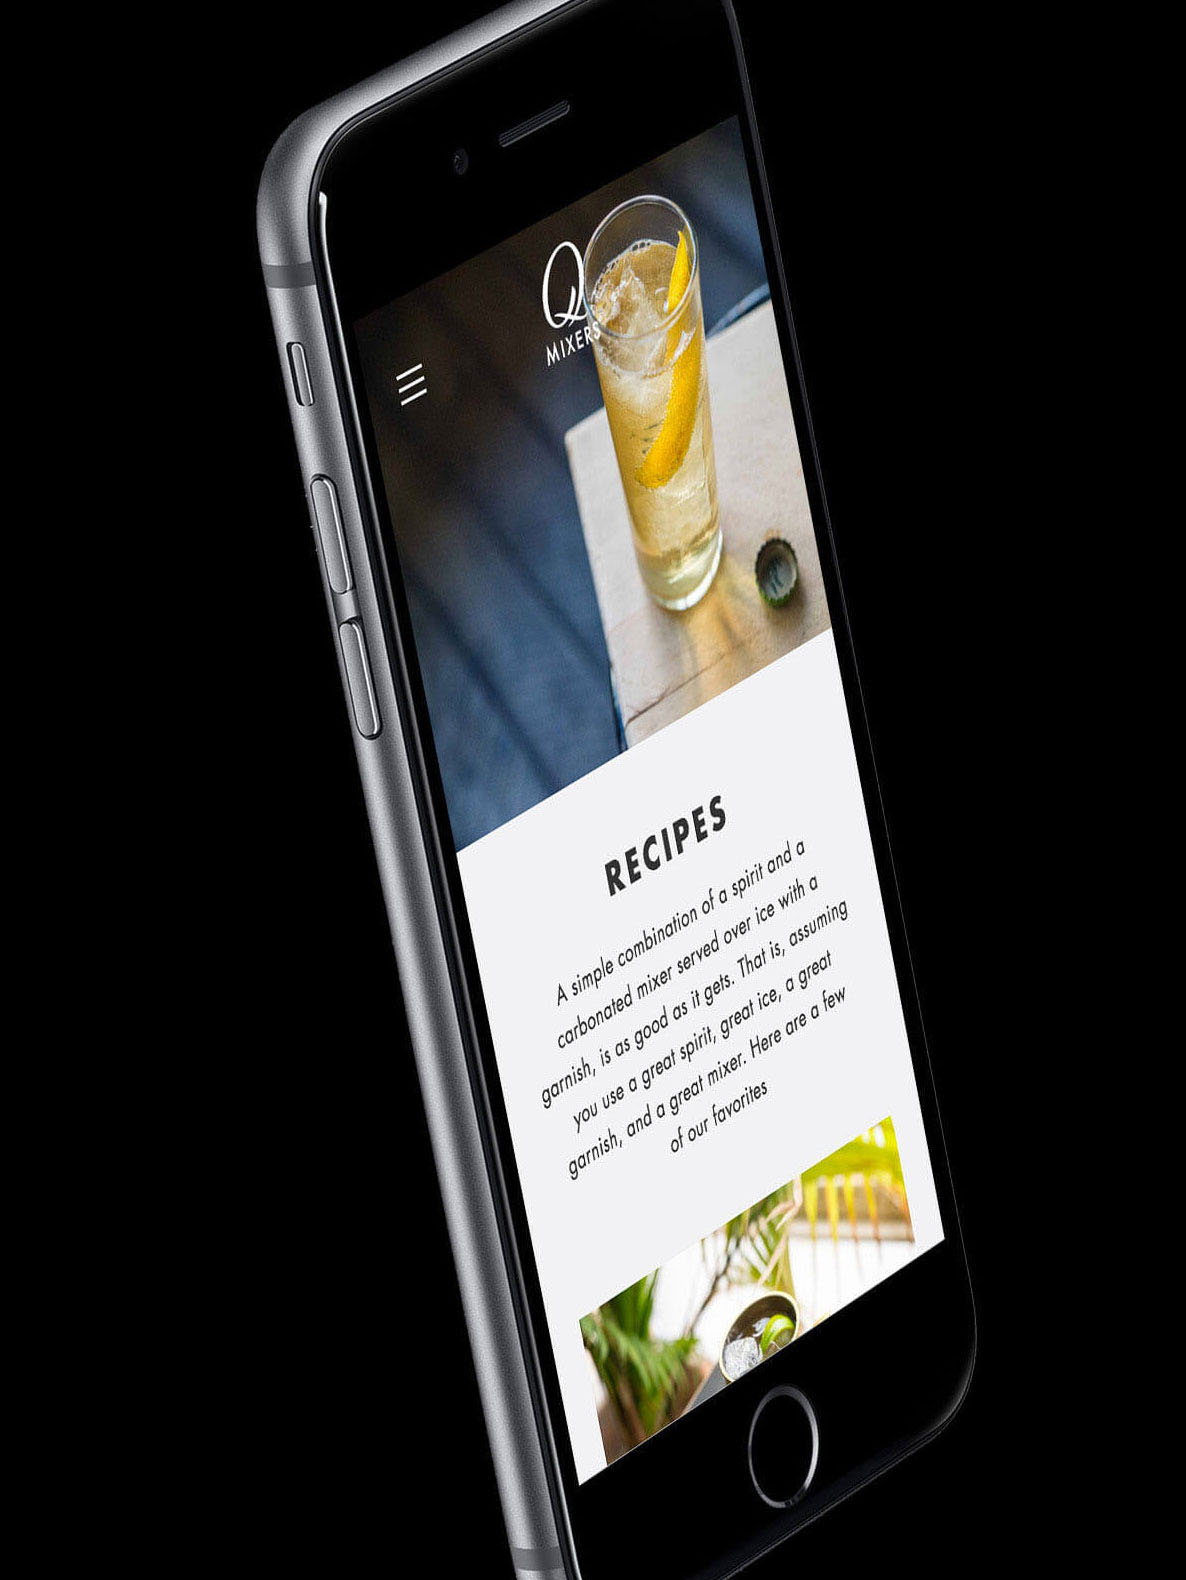 Q
MIXERS
RECIPES
A simple combination of a spirit and a
carbonated mixer served over ice with a
garnish, is as good as it gets. That is, assuming
you use a great spirit, great ice, a great
garnish, and a great mixer. Here are a few
of our favorites